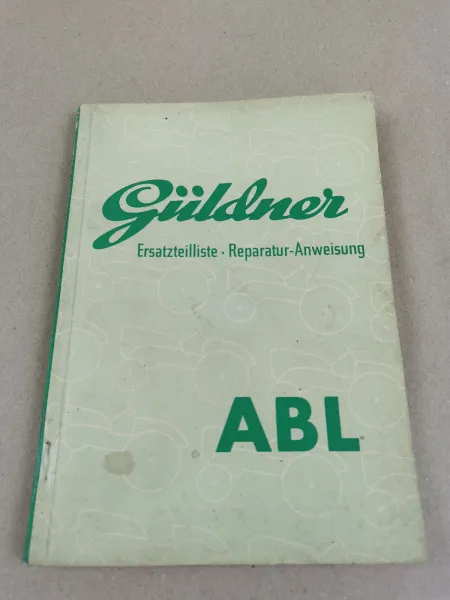 Güldner
Ersatzteilliste · Reparatur-Anweisung
ABL